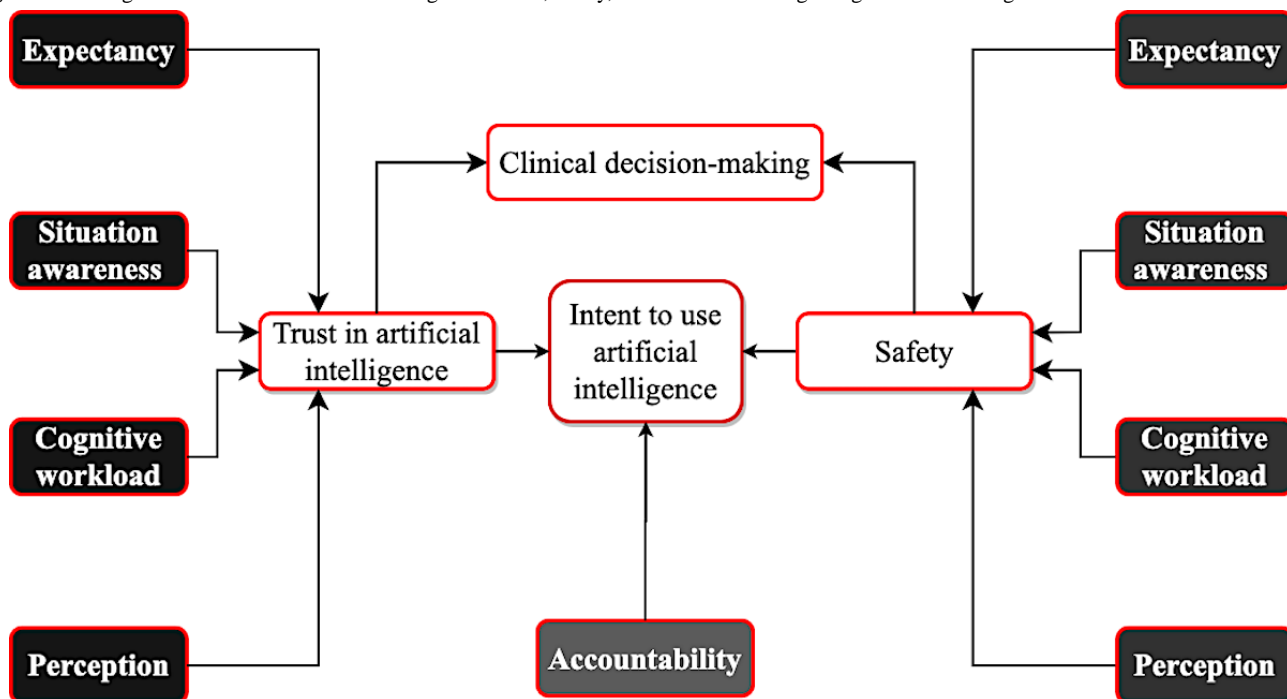 Expectancy
Expectancy
Clinical decision-making
Situation
awareness
Situation
awareness
Trust in artificial
intelligence
Intent to use
artificial
intelligence
Safety
Cognitive
workload
Cognitive
workload
Perception
Accountability
Perception